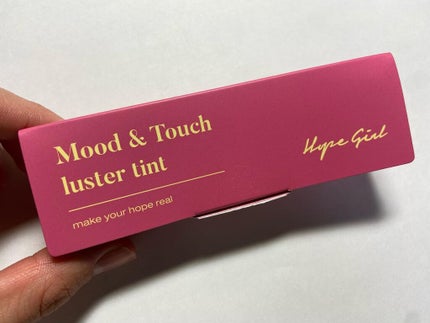 Mood & Touch
luster tint
make your hope real
Hope Girl